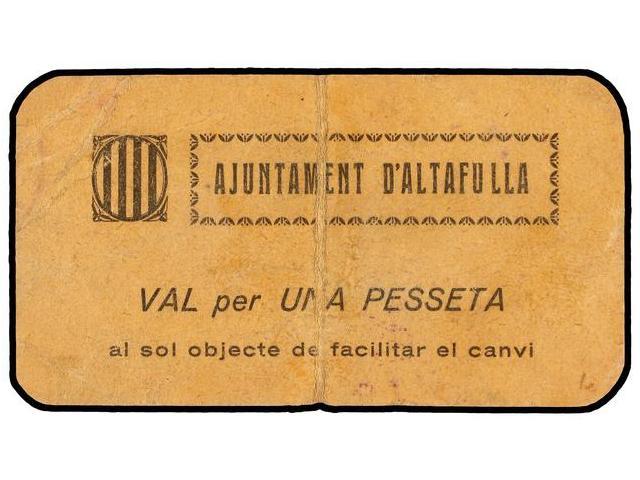 AJUNTAMENT D'ALTAFULLA
VAL per UNA PESSETA
al sol objecte de facilitar el canvi